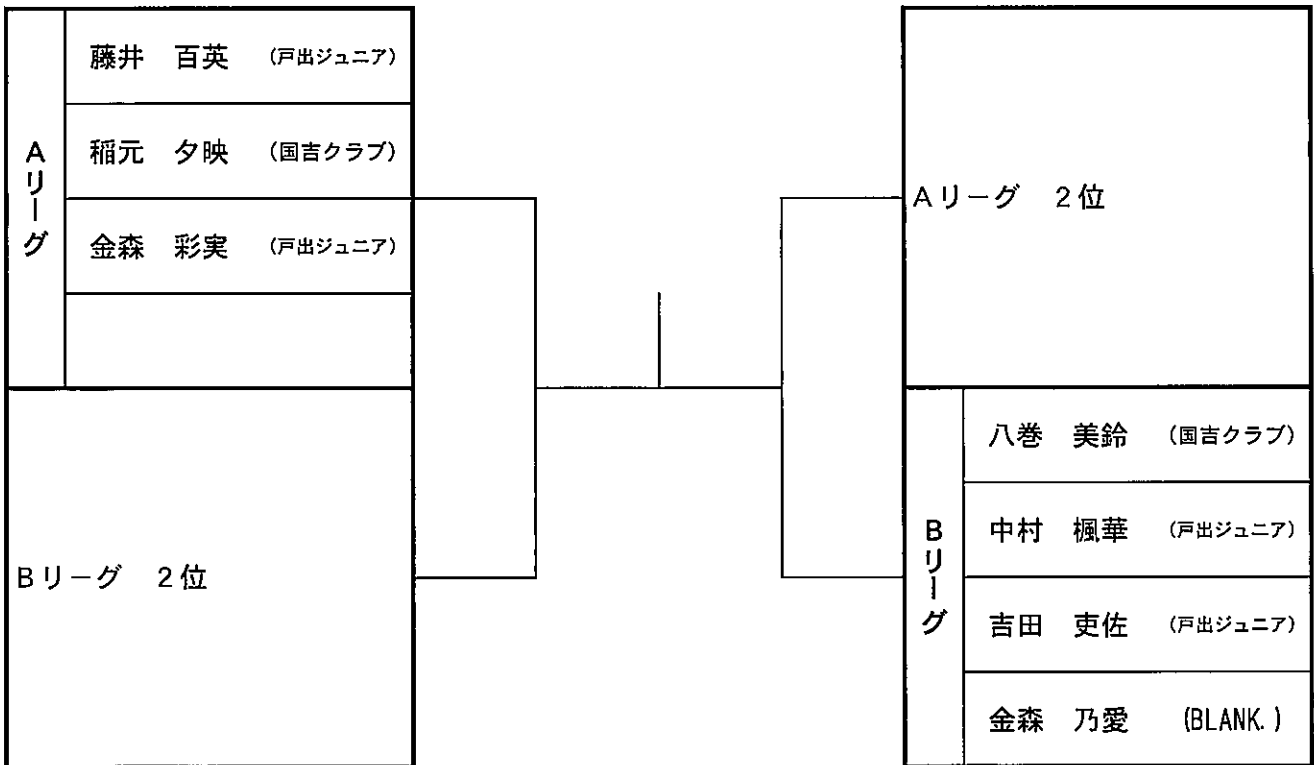 Aリーグ
藤井 百英 (戸出ジュニア)
稲元 夕映 (国吉クラブ)
金森 彩実 (戸出ジュニア)
Bリーグ 2位
Aリーグ 2位
Bリーグ
八巻 美鈴 (国吉クラブ)
中村 楓華 (戸出ジュニア)
吉田 吏佐 (戸出ジュニア)
金森 乃愛 (BLANK.)